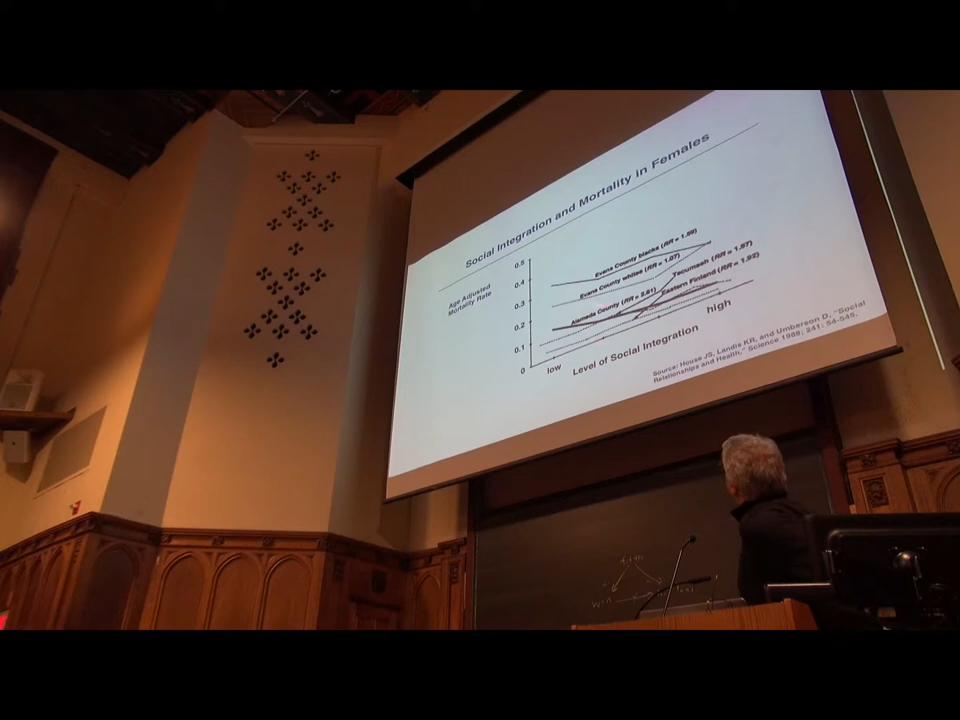 Social Integration and Mortality in Females
Age Adjusted
Mortality Rate
0.5
0.4
0.3
0.2
0.1
0
Evans County blacks (RR = 1.59)
Evans County whites (RR = 1.07)
Tecumseh (RR = 1.97)
Eastern Finland (RR = 1.92)
Alameda County (RR = 2.81)
low
high
Level of Social Integration
Source: House JS, Landis KR, and Umberson D. "Social
Relationships and Health." Science 1988; 241: 54-545.